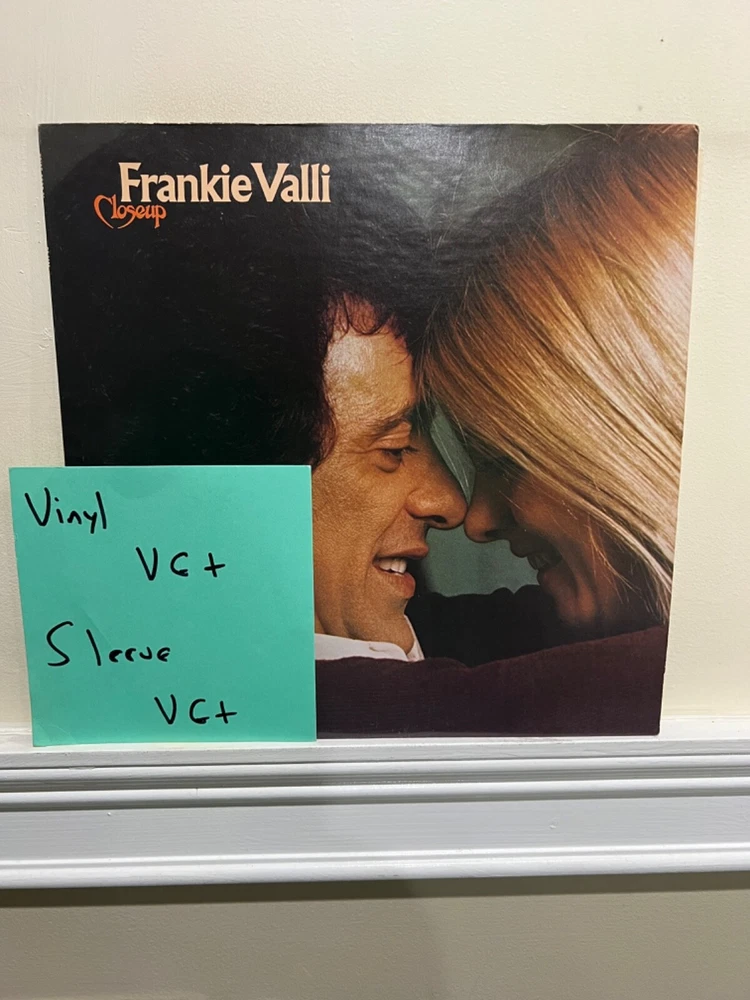 Frankie Valli
Closeup
Vinyl
VG+
Sleeve
VG+